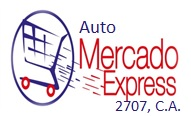 Auto
Mercado
Express
2707, C.A.